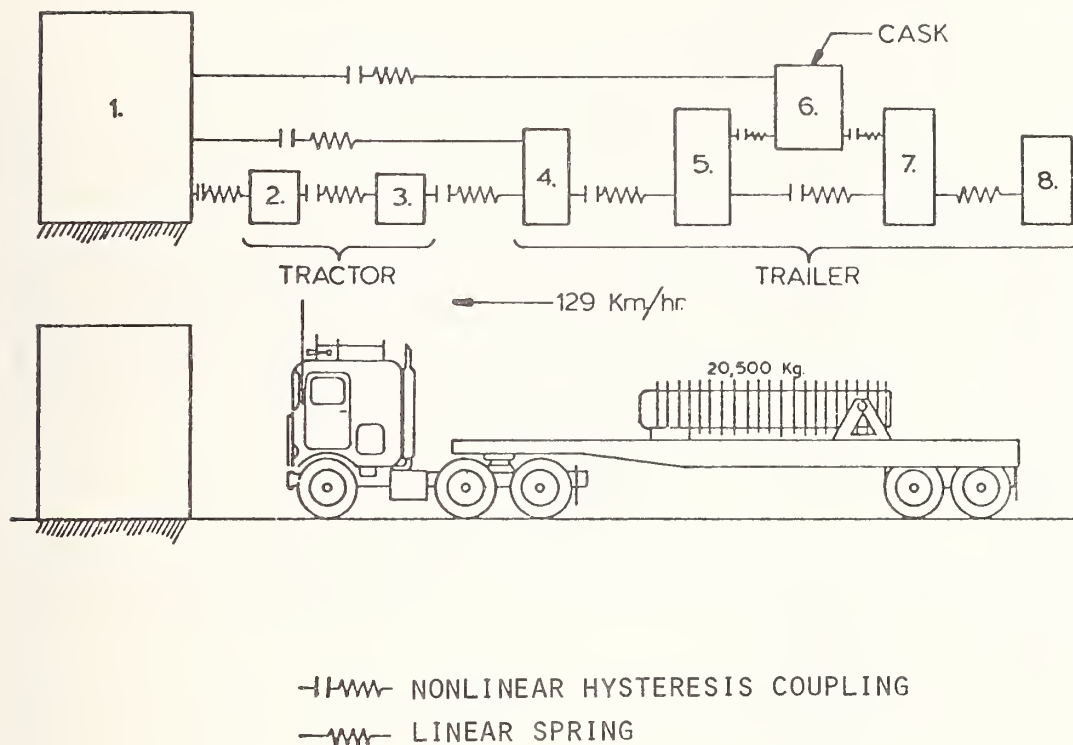 CASK
1.
6.
2.
3.
4.
5.
7.
8.
TRACTOR
TRAILER
129 Km/hr.
20,500 Kg.
NONLINEAR HYSTERESIS COUPLING
LINEAR SPRING